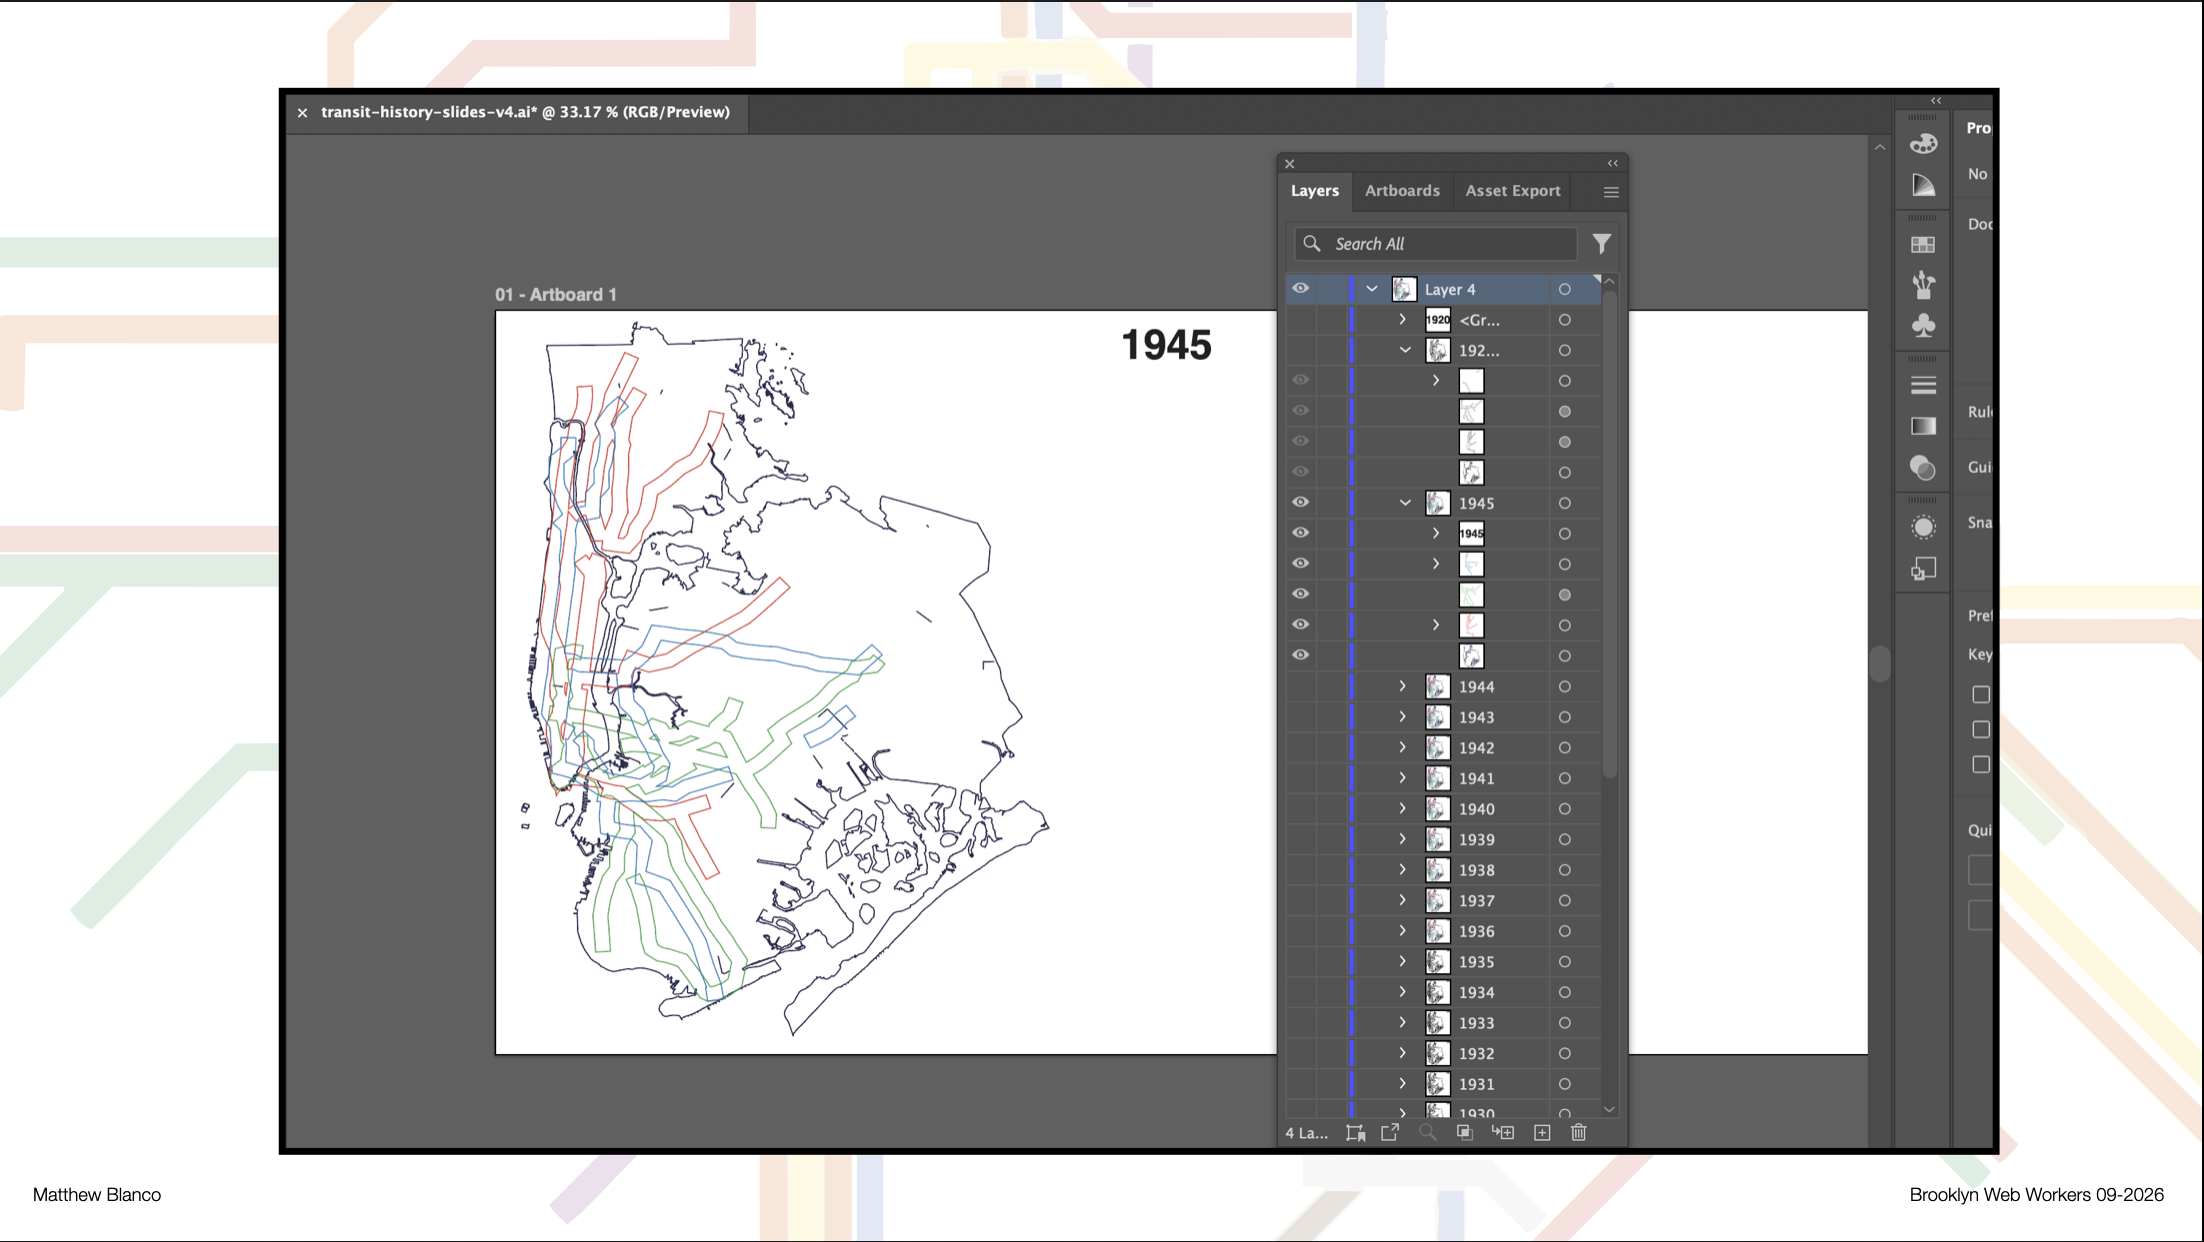 transit-history-slides-v4.ai* @ 33.17 % (RGB/Preview)
Pro
No
Doc
Rul
Gui
Sna
Pref
Key
Qui
Layers Artboards Asset Export
Search All
Layer 4
1920 <Gr...
192...
1945
1945
1944
1943
1942
1941
1940
1939
1938
1937
1936
1935
1934
1933
1932
1931
1930
4 La...
01 - Artboard 1
1945
Matthew Blanco
Brooklyn Web Workers 09-2026